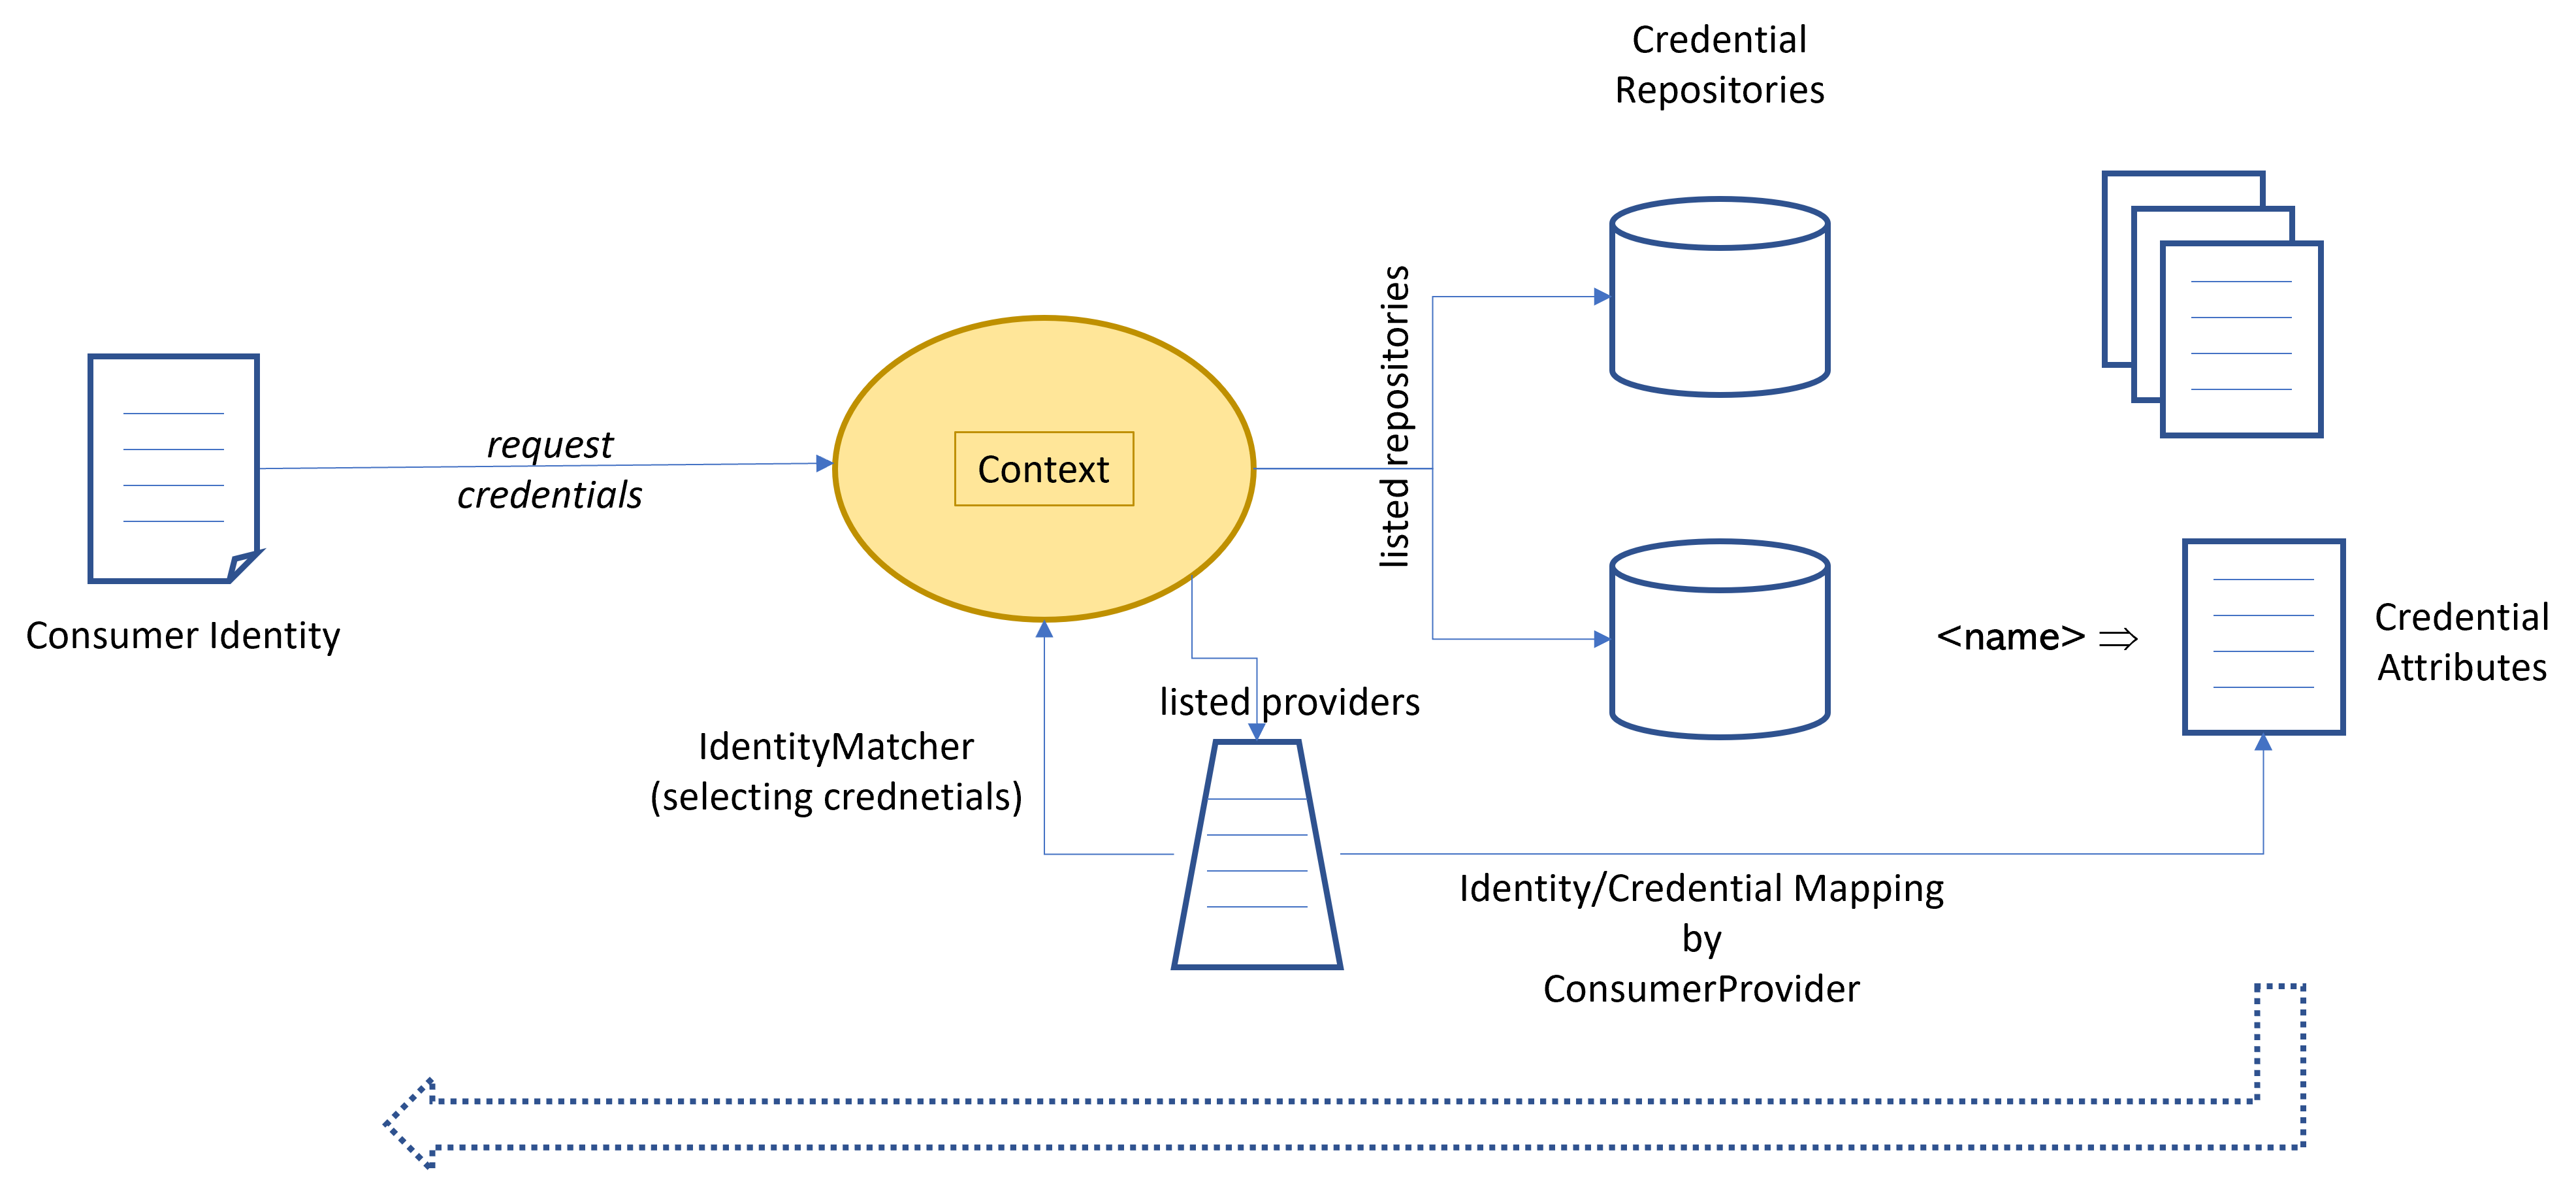 Credential
Repositories
request
credentials
Context
listed repositories
Consumer Identity
<name> ⇒
Credential
Attributes
listed providers
IdentityMatcher
(selecting crednetials)
Identity/Credential Mapping
by
ConsumerProvider